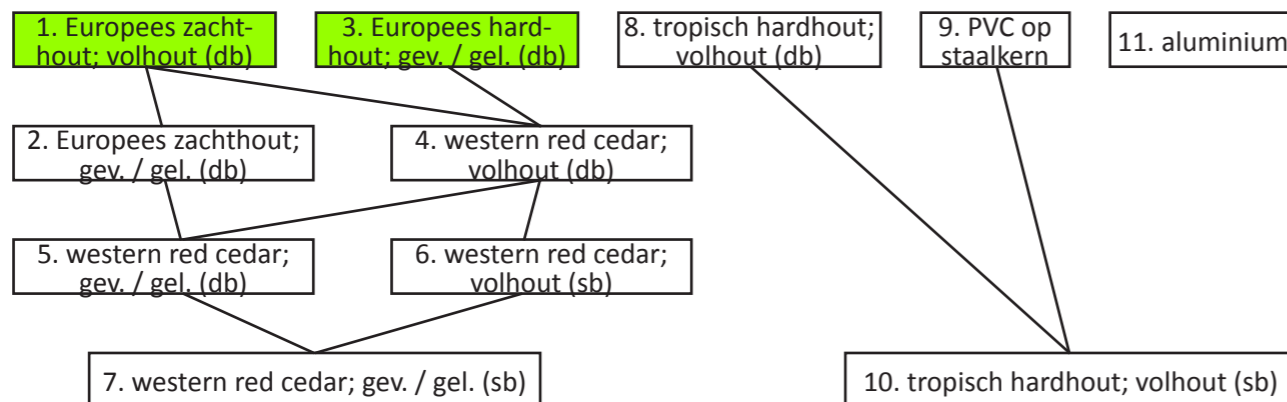 1. Europees zacht-
hout; volhout (db)
3. Europees hard-
hout; gev. / gel. (db)
8. tropisch hardhout;
volhout (db)
9. PVC op
staalkern
11. aluminium
2. Europees zachthout;
gev. / gel. (db)
4. western red cedar;
volhout (db)
5. western red cedar;
gev. / gel. (db)
6. western red cedar;
volhout (sb)
7. western red cedar; gev. / gel. (sb)
10. tropisch hardhout; volhout (sb)